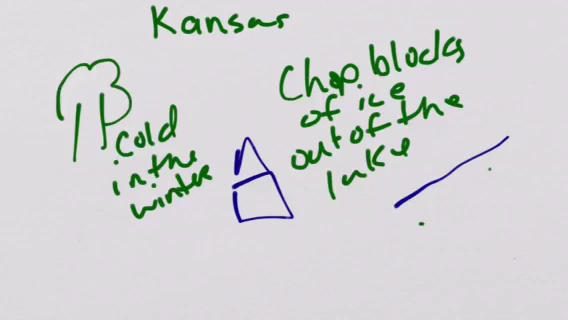 Kansas
cold
in the
winter
Chop blocks
of ice
out of the
lake